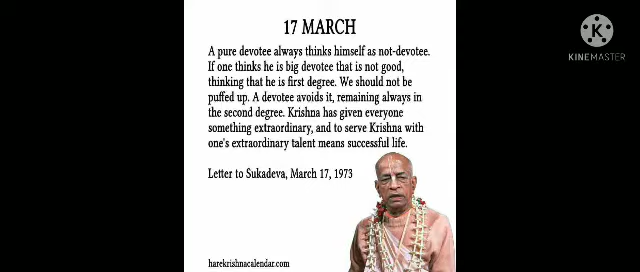 17 MARCH
A pure devotee always thinks himself as not-devotee.
If one thinks he is big devotee that is not good,
thinking that he is first degree. We should not be
puffed up. A devotee avoids it, remaining always in
the second degree. Krishna has given everyone
something extraordinary, and to serve Krishna with
one's extraordinary talent means successful life.
Letter to Sukadeva, March 17, 1973
harekrishnacalendar.com
KINEMASTER